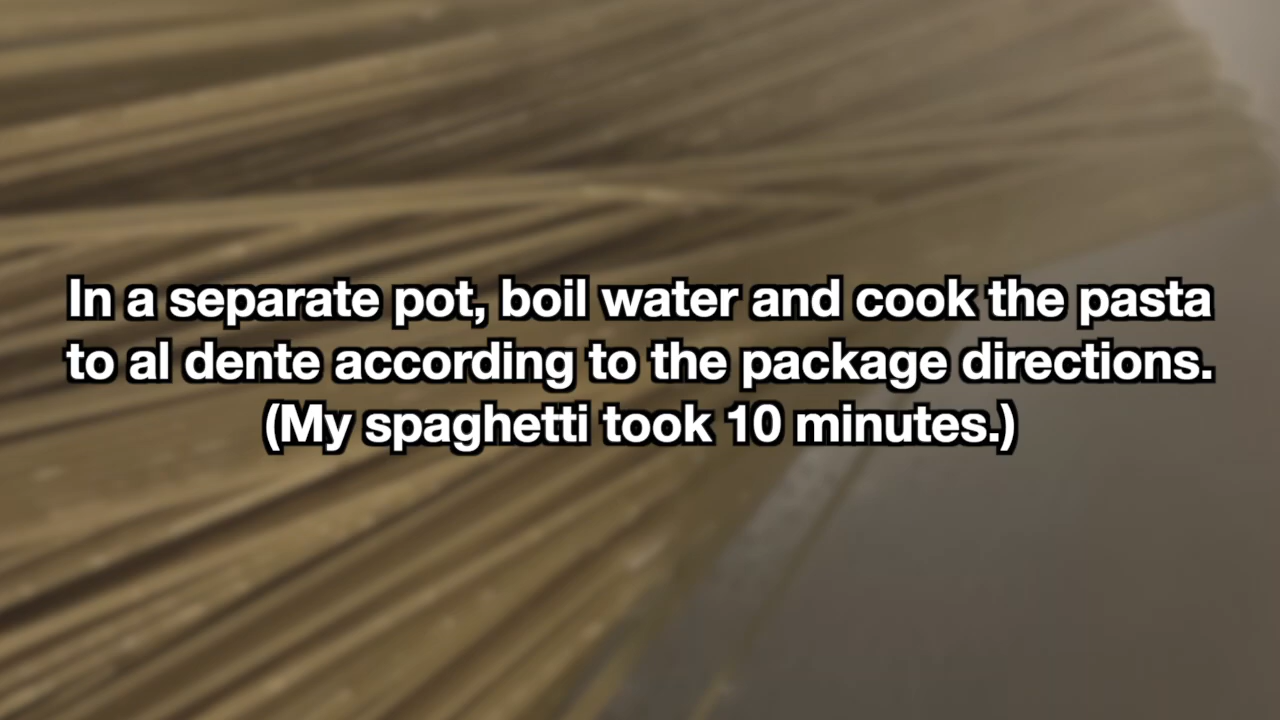 In a separate pot, boil water and cook the pasta
to al dente according to the package directions.
(My spaghetti took 10 minutes.)